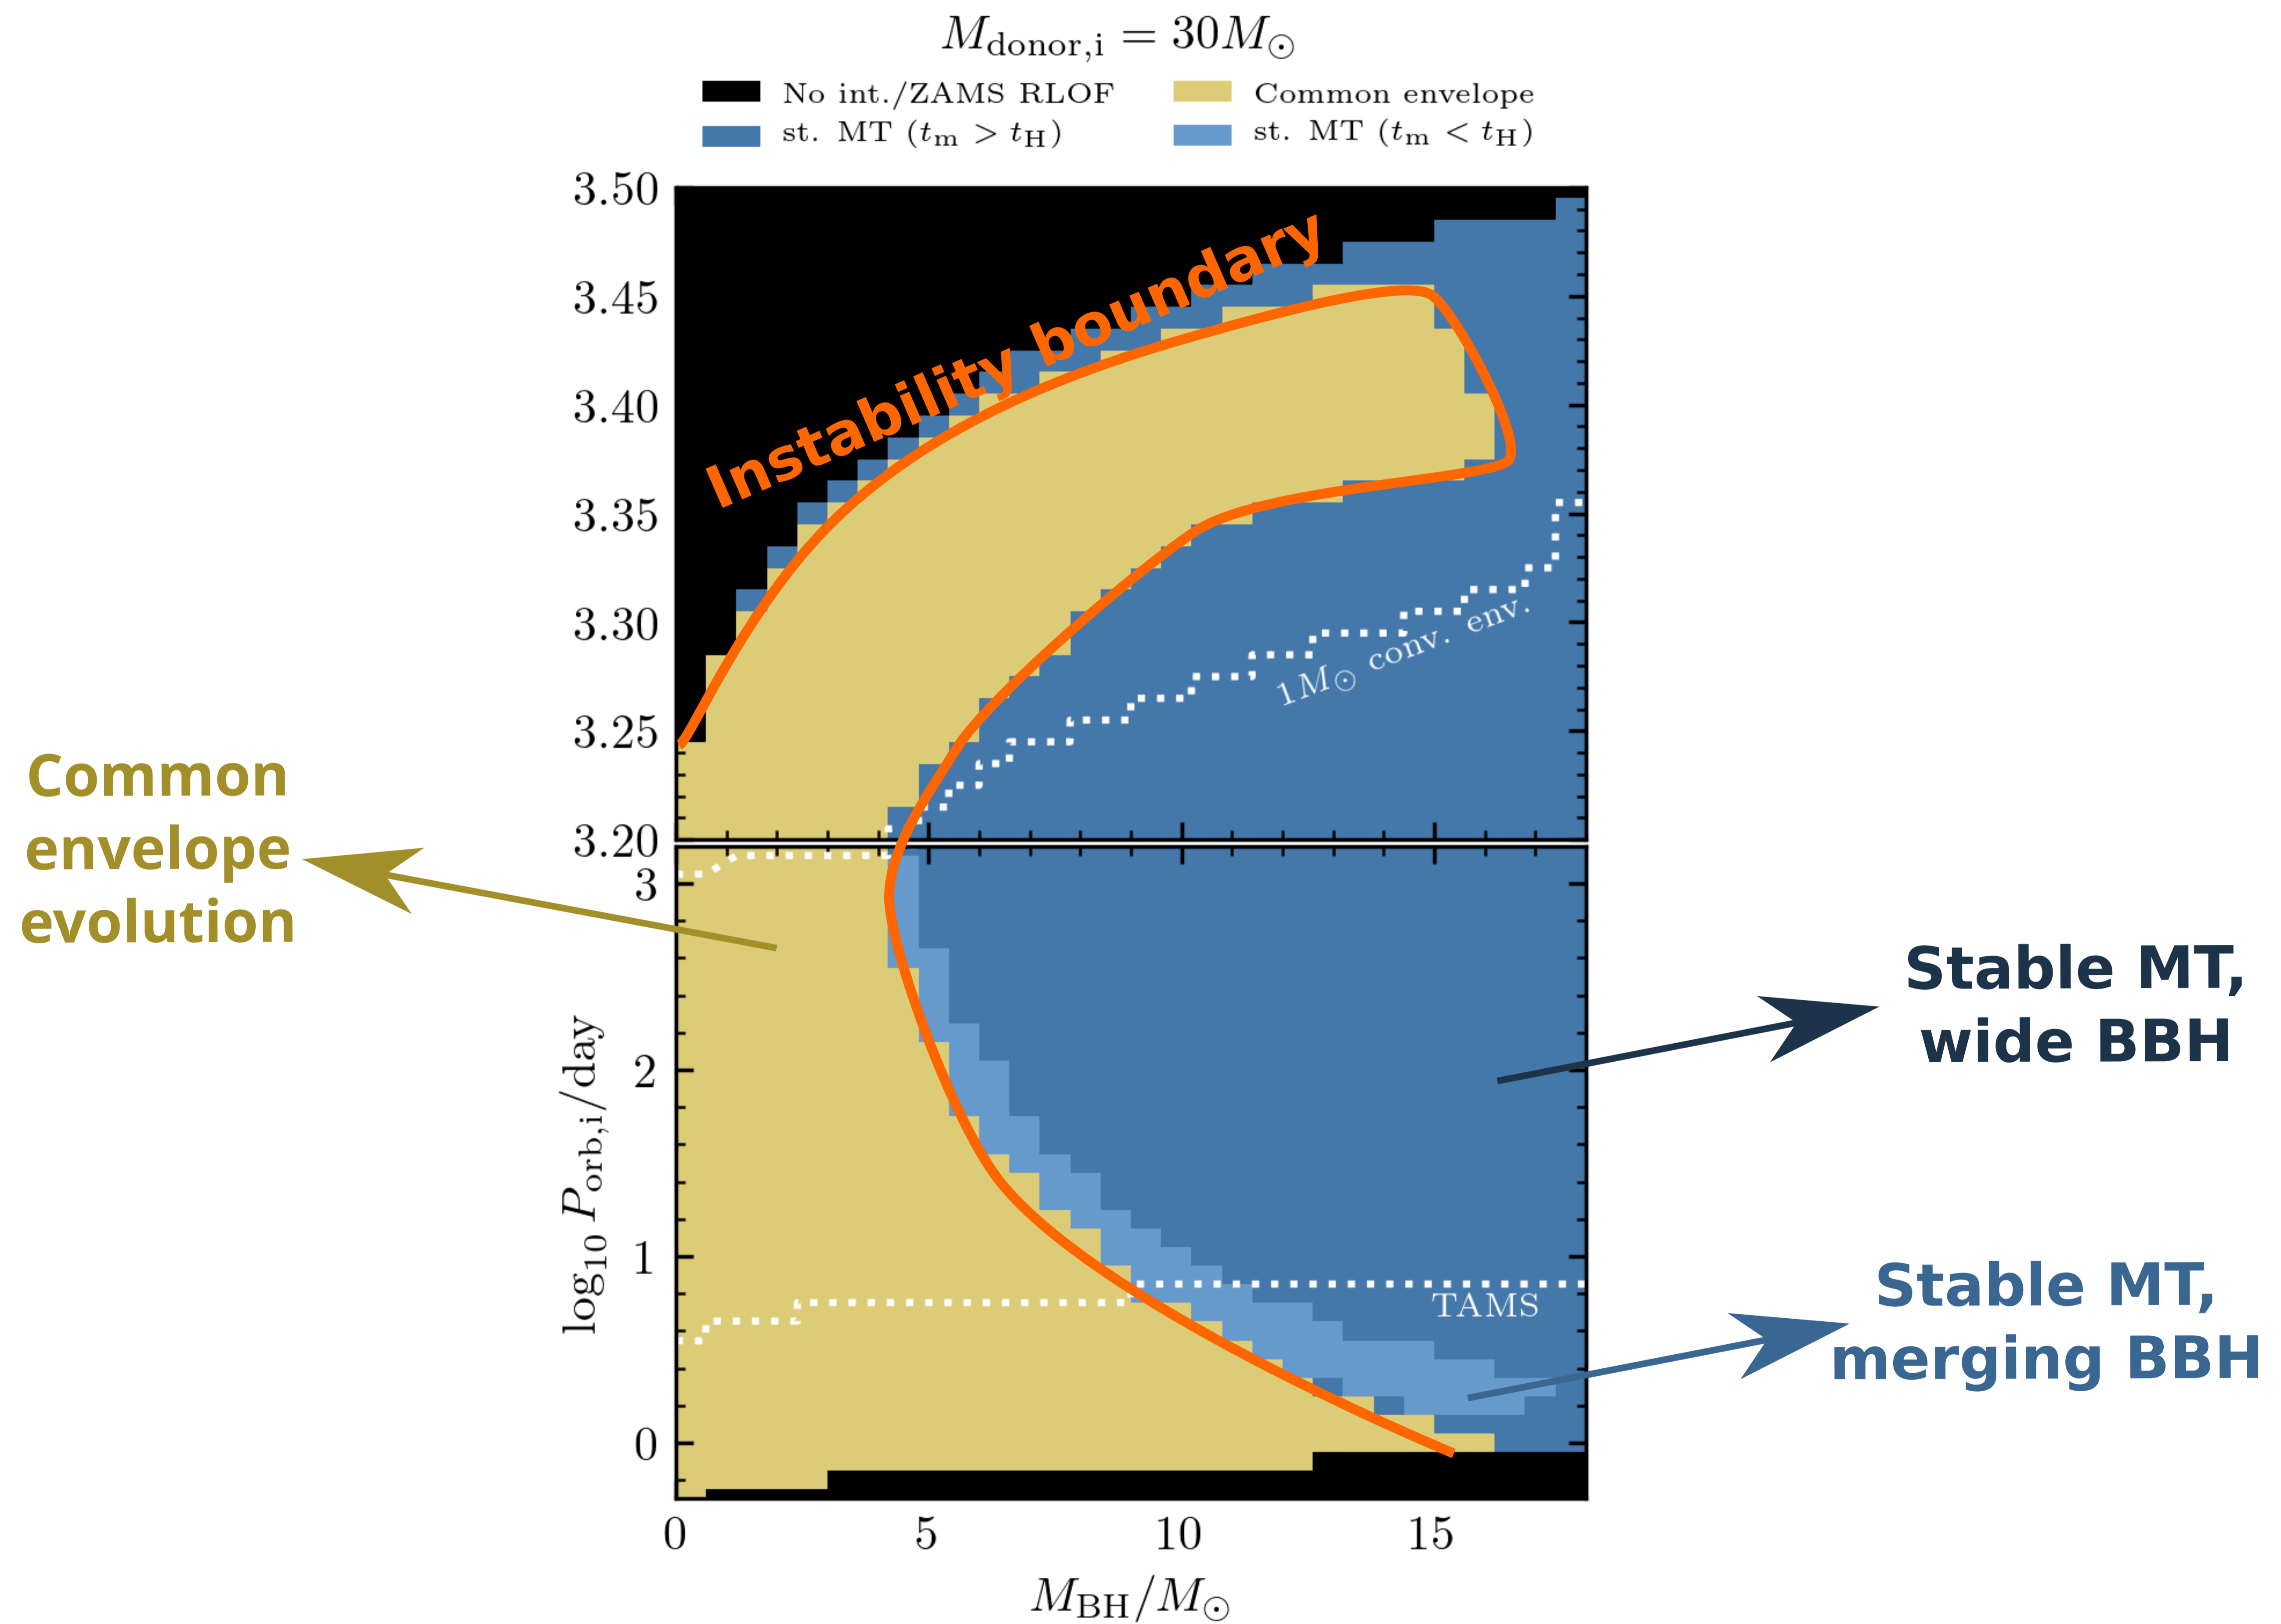 M_donor,i = 30M_⊙
No int./ZAMS RLOF
Common envelope
st. MT (t_m > t_H)
st. MT (t_m < t_H)
3.50
3.45
3.40
3.35
3.30
3.25
3.20
Instability boundary
1M_⊙ conv. env.
Common
envelope
evolution
3
2
1
0
log_10 P_orb,i/day
TAMS
Stable MT,
wide BBH
Stable MT,
merging BBH
0 5 10 15
M_BH/M_⊙